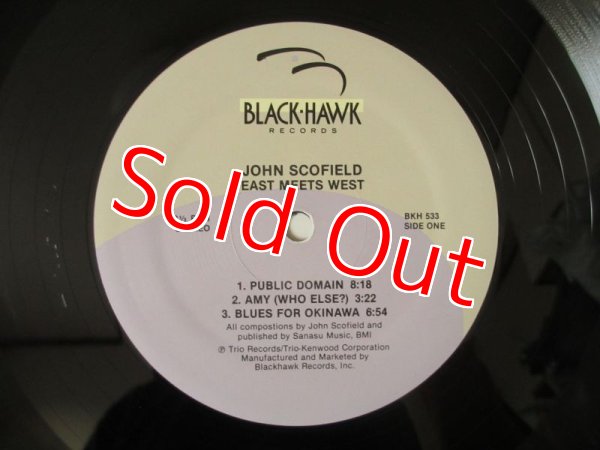 BLACK·HAWK
RECORDS
JOHN SCOFIELD
EAST MEETS WEST
BKH 533
SIDE ONE
Sold Out
1. PUBLIC DOMAIN 8:18
2. AMY (WHO ELSE?) 3:22
3. BLUES FOR OKINAWA 6:54
All compostions by John Scofield and
published by Sanasu Music, BMI
℗ Trio Records/Trio-Kenwood Corporation
Manufactured and Marketed by
Blackhawk Records, Inc.